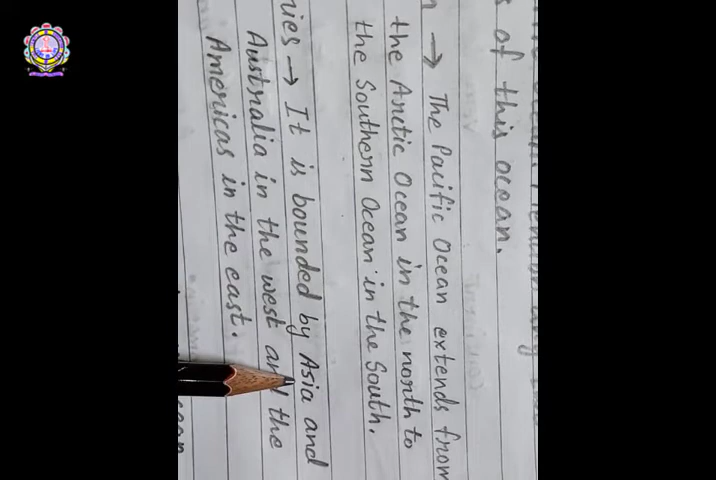 s of this ocean.
n → The Pacific Ocean extends from
the Arctic Ocean in the north to
the Southern Ocean in the South.
ries → It is bounded by Asia and
Australia in the west and the
Americas in the east.